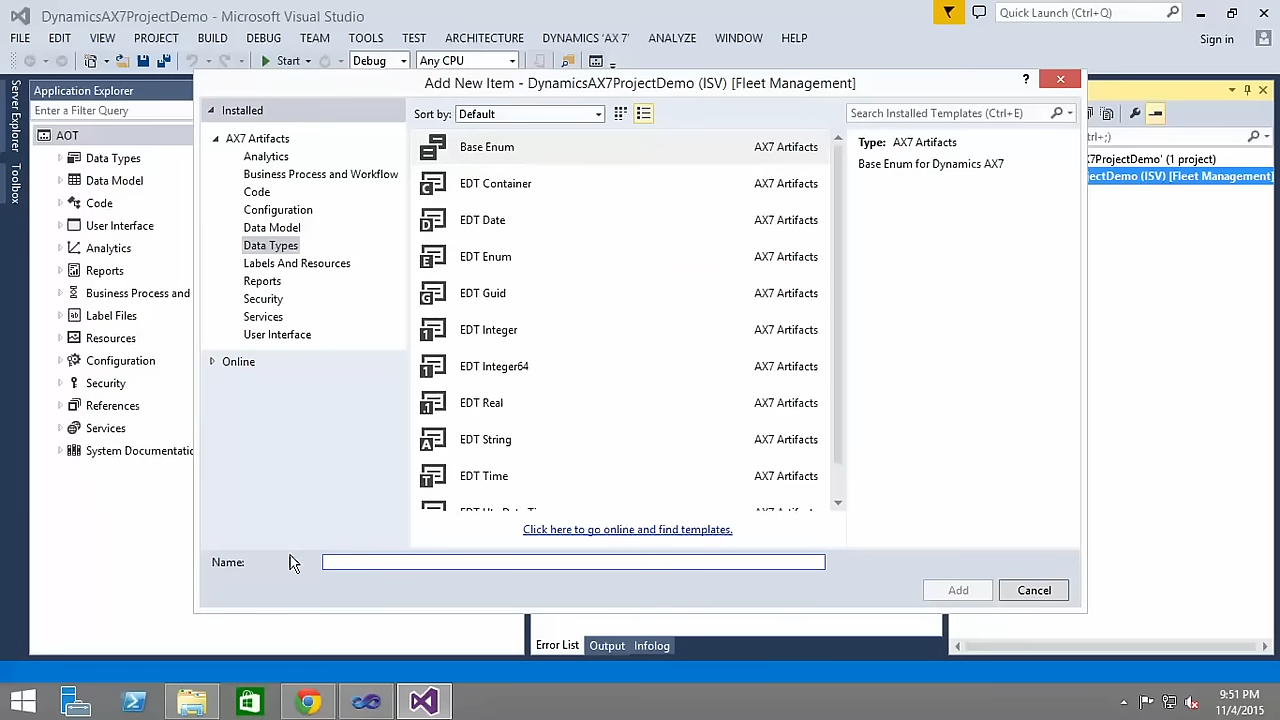 DynamicsAX7ProjectDemo - Microsoft Visual Studio
Quick Launch (Ctrl+Q)
FILE EDIT VIEW PROJECT BUILD DEBUG TEAM TOOLS TEST ARCHITECTURE DYNAMICS 'AX 7' ANALYZE WINDOW HELP
Sign in
Start Debug Any CPU
Server Explorer
Toolbox
Application Explorer
Enter a Filter Query
AOT
Data Types
Data Model
Code
User Interface
Analytics
Reports
Business Process and
Label Files
Resources
Configuration
Security
References
Services
System Documentatio
Add New Item - DynamicsAX7ProjectDemo (ISV) [Fleet Management]
?
Installed
AX7 Artifacts
Analytics
Business Process and Workflow
Code
Configuration
Data Model
Data Types
Labels And Resources
Reports
Security
Services
User Interface
Online
Sort by: Default
Search Installed Templates (Ctrl+E)
Base Enum AX7 Artifacts
EDT Container AX7 Artifacts
EDT Date AX7 Artifacts
EDT Enum AX7 Artifacts
EDT Guid AX7 Artifacts
EDT Integer AX7 Artifacts
EDT Integer64 AX7 Artifacts
EDT Real AX7 Artifacts
EDT String AX7 Artifacts
EDT Time AX7 Artifacts
Click here to go online and find templates.
Type: AX7 Artifacts
Base Enum for Dynamics AX7
Name:
Add Cancel
+;)
7ProjectDemo' (1 project)
jectDemo (ISV) [Fleet Management]
Error List Output Infolog
9:51 PM
11/4/2015